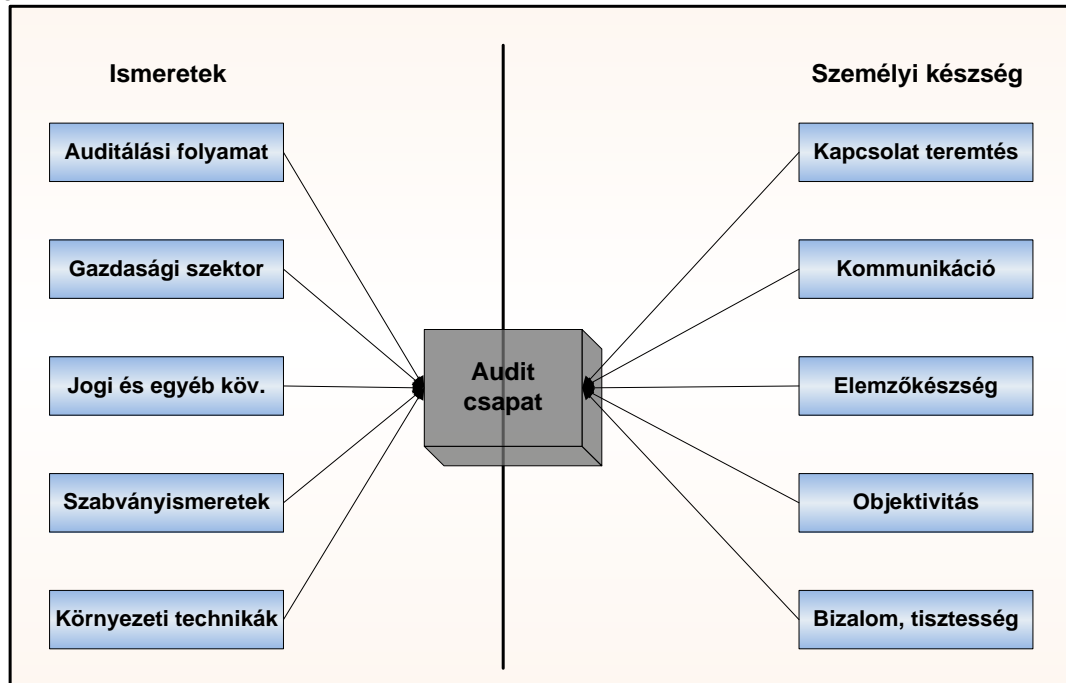 Ismeretek
Auditálási folyamat
Gazdasági szektor
Jogi és egyéb köv.
Szabványismeretek
Környezeti technikák
Audit
csapat
Személyi készség
Kapcsolat teremtés
Kommunikáció
Elemzőkészség
Objektivitás
Bizalom, tisztesség